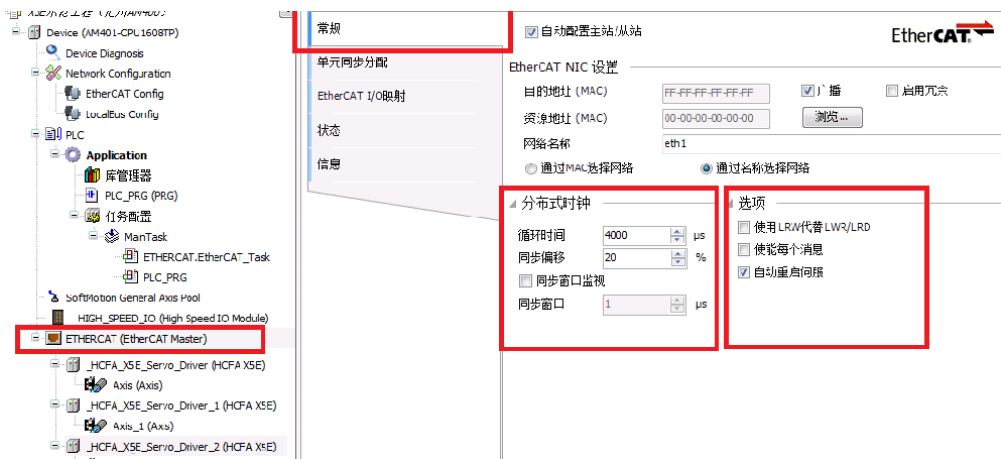 Device (AM401-CPU1608TP)
Device Diagnosis
Network Configuration
EtherCAT Config
LocalBus Config
PLC
Application
库管理器
PLC_PRG (PRG)
任务配置
ManTask
ETHERCAT.EtherCAT_Task
PLC_PRG
SoftMotion General Axis Pool
HIGH_SPEED_IO (High Speed IO Module)
ETHERCAT (EtherCAT Master)
_HCFA_X5E_Servo_Driver (HCFA X5E)
Axis (Axis)
_HCFA_X5E_Servo_Driver_1 (HCFA X5E)
Axis_1 (Axis)
_HCFA_X5E_Servo_Driver_2 (HCFA X5E)
常规
单元同步分配
EtherCAT I/O映射
状态
信息
自动配置主站/从站
EtherCAT.
EtherCAT NIC 设置
目的地址 (MAC) FF-FF-FF-FF-FF-FF 广播 启用冗余
资源地址 (MAC) 00-00-00-00-00-00 浏览...
网络名称 eth1
通过MAC选择网络 通过名称选择网络
分布式时钟
循环时间 4000 µs
同步偏移 20 %
同步窗口监视
同步窗口 1 µs
选项
使用LRW代替LWR/LRD
使能每个消息
自动重启伺服